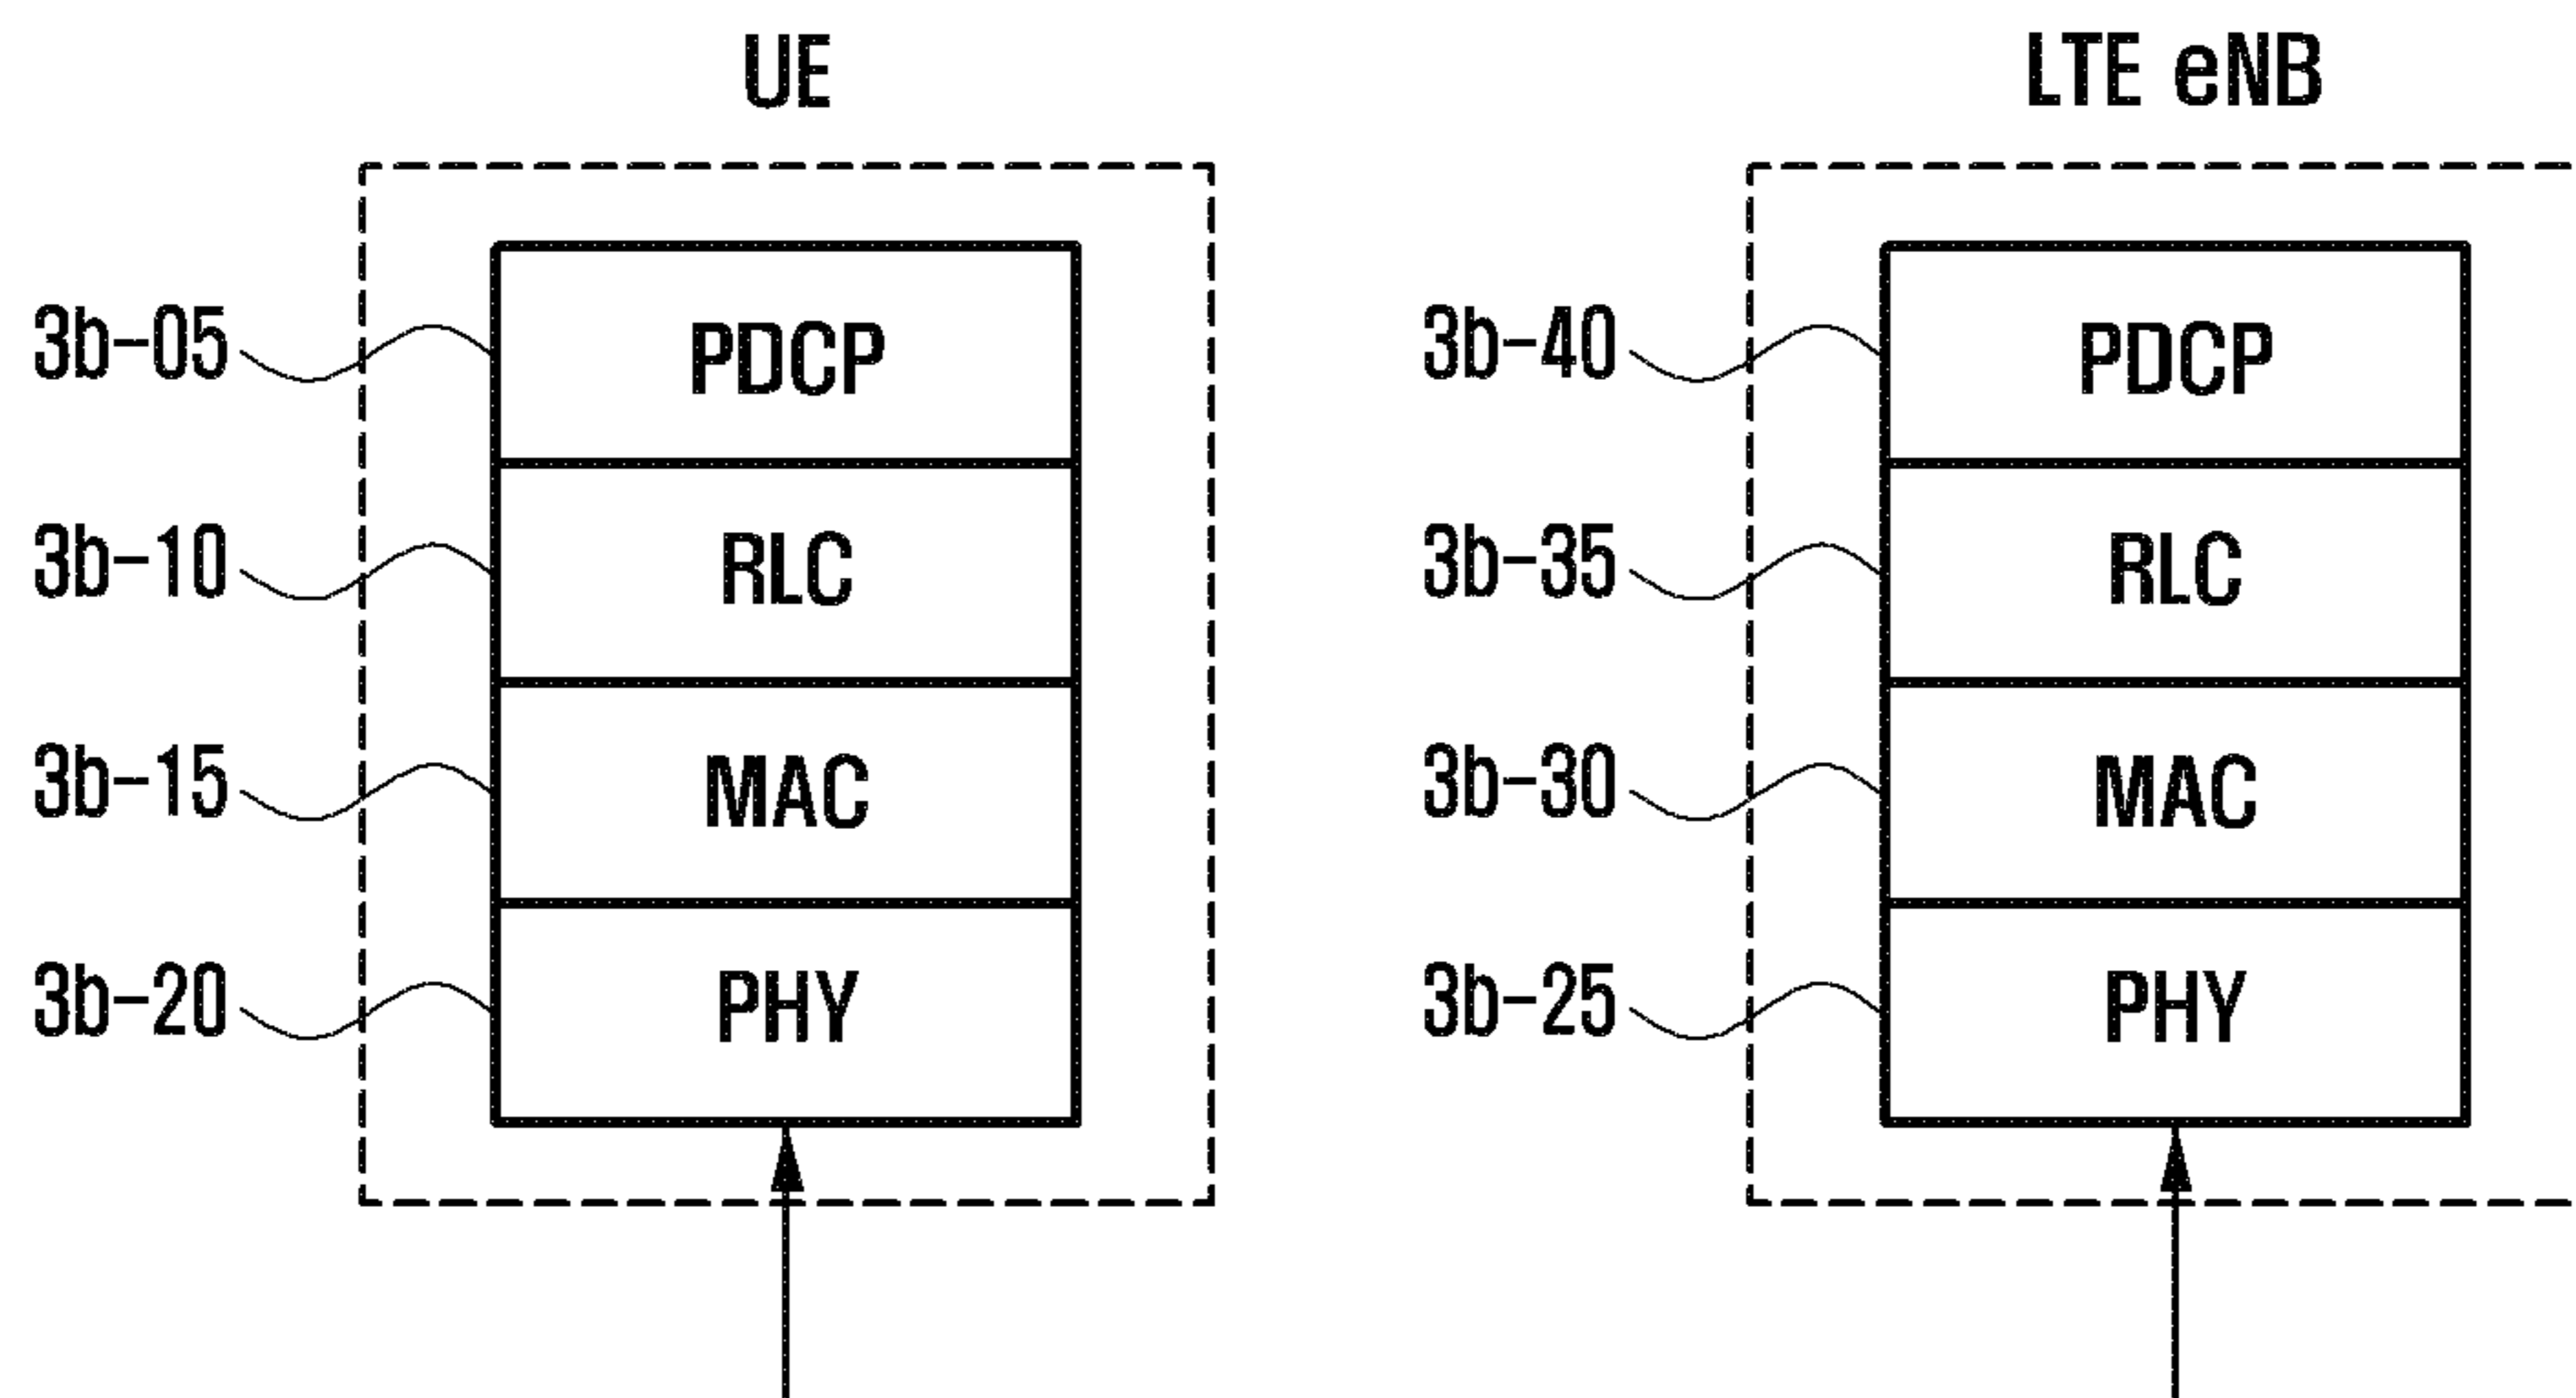 UE
LTE eNB
3b-05
PDCP
3b-40
PDCP
3b-10
RLC
3b-35
RLC
3b-15
MAC
3b-30
MAC
3b-20
PHY
3b-25
PHY